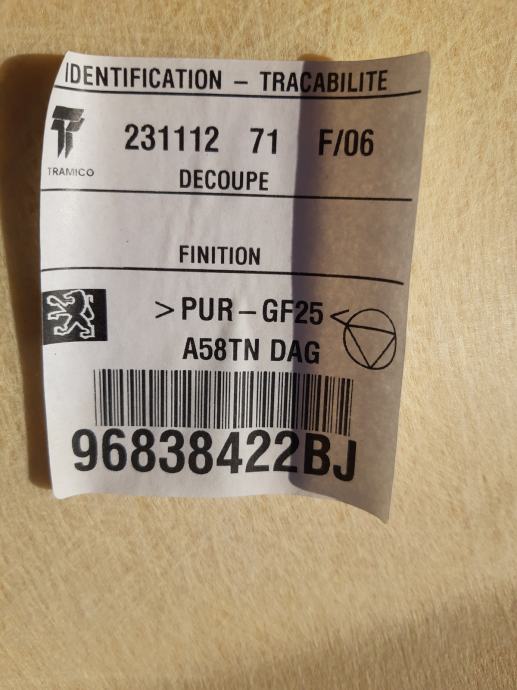 IDENTIFICATION – TRACABILITE
TRAMICO
231112 71 F/06
DECOUPE
FINITION
>PUR–GF25<
A58TN DAG
96838422BJ